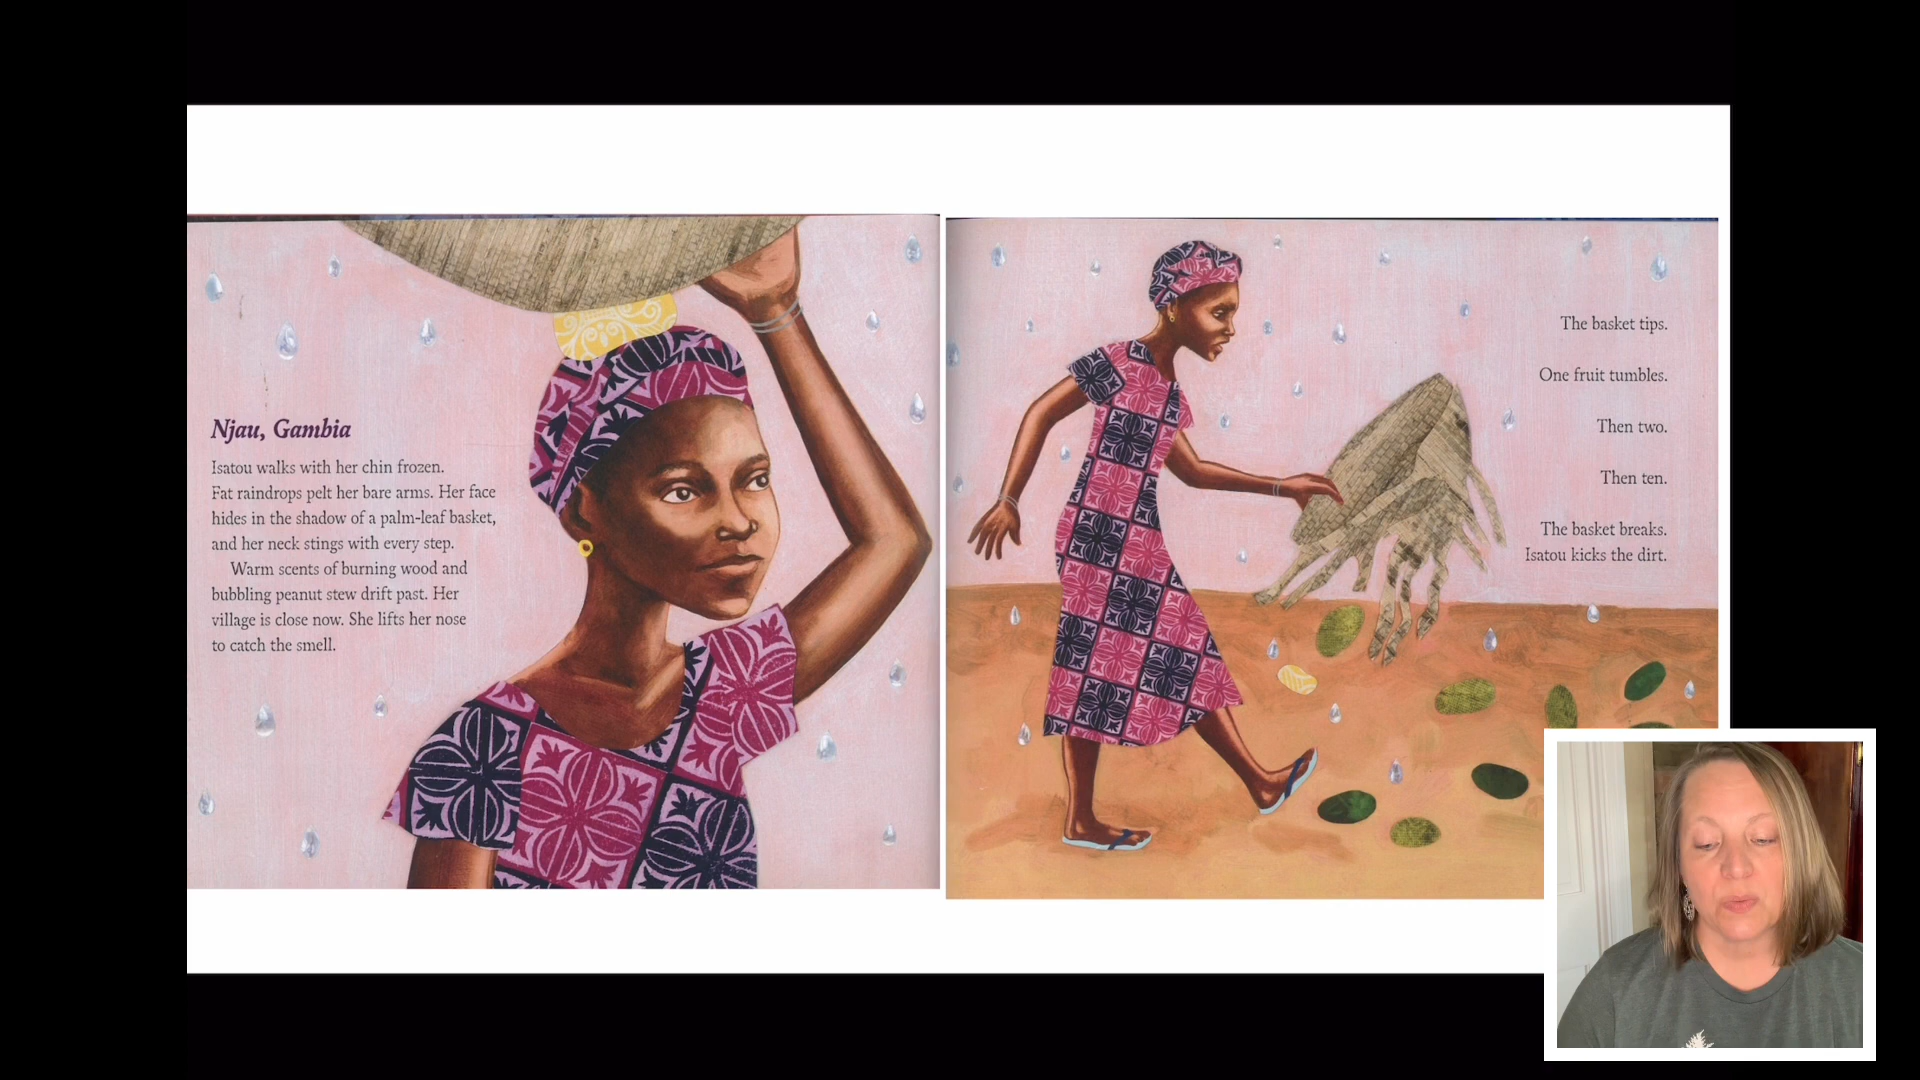 Njau, Gambia
Isatou walks with her chin frozen.
Fat raindrops pelt her bare arms. Her face
hides in the shadow of a palm-leaf basket,
and her neck stings with every step.
Warm scents of burning wood and
bubbling peanut stew drift past. Her
village is close now. She lifts her nose
to catch the smell.
The basket tips.
One fruit tumbles.
Then two.
Then ten.
The basket breaks.
Isatou kicks the dirt.